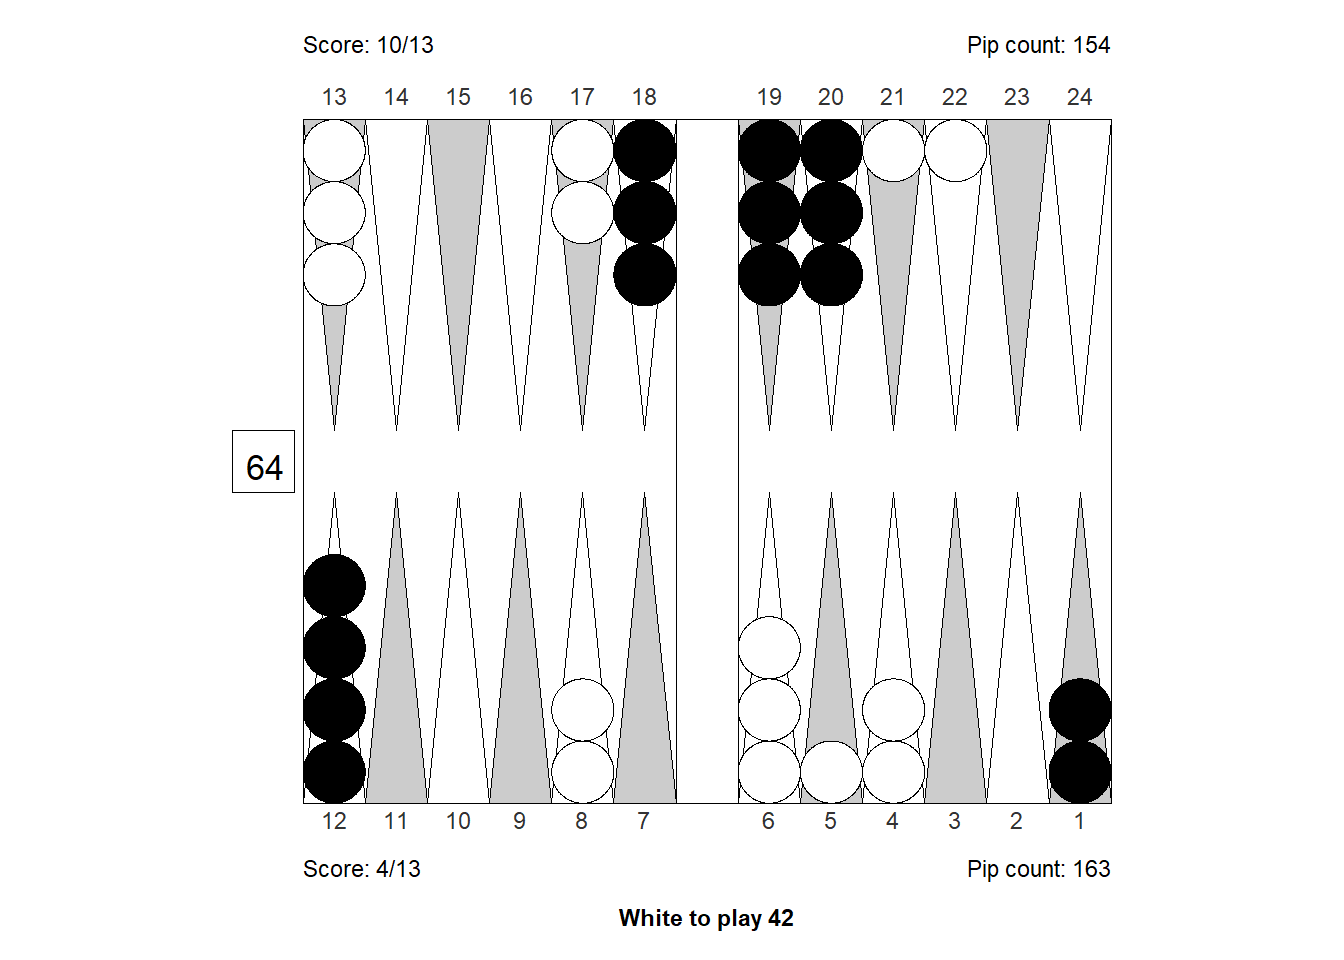 Score: 10/13 Pip count: 154
13 14 15 16 17 18 19 20 21 22 23 24
64
12 11 10 9 8 7 6 5 4 3 2 1
Score: 4/13 Pip count: 163
White to play 42